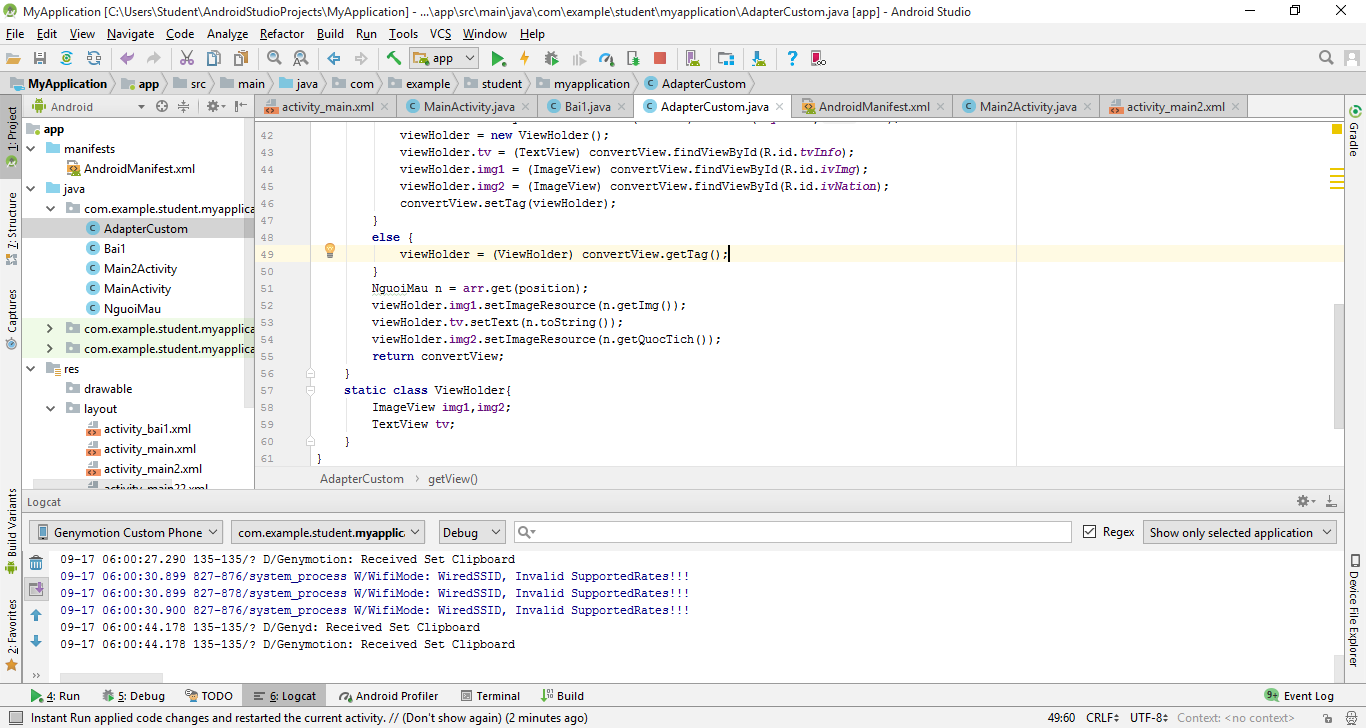 MyApplication [C:\Users\Student\AndroidStudioProjects\MyApplication] - ...\app\src\main\java\com\example\student\myapplication\AdapterCustom.java [app] - Android Studio
File Edit View Navigate Code Analyze Refactor Build Run Tools VCS Window Help
app
MyApplication app src main java com example student myapplication AdapterCustom
Android
activity_main.xml MainActivity.java Bai1.java AdapterCustom.java AndroidManifest.xml Main2Activity.java activity_main2.xml
1: Project
7: Structure
Captures
Build Variants
2: Favorites
app
manifests
AndroidManifest.xml
java
com.example.student.myapplica
AdapterCustom
Bai1
Main2Activity
MainActivity
NguoiMau
com.example.student.myapplica
com.example.student.myapplica
res
drawable
layout
activity_bai1.xml
activity_main.xml
activity_main2.xml
activity_main22.xml
42 viewHolder = new ViewHolder();
43 viewHolder.tv = (TextView) convertView.findViewById(R.id.tvInfo);
44 viewHolder.img1 = (ImageView) convertView.findViewById(R.id.ivImg);
45 viewHolder.img2 = (ImageView) convertView.findViewById(R.id.ivNation);
46 convertView.setTag(viewHolder);
47 }
48 else {
49 viewHolder = (ViewHolder) convertView.getTag();
50 }
51 NguoiMau n = arr.get(position);
52 viewHolder.img1.setImageResource(n.getImg());
53 viewHolder.tv.setText(n.toString());
54 viewHolder.img2.setImageResource(n.getQuocTich());
55 return convertView;
56 }
57 static class ViewHolder{
58 ImageView img1,img2;
59 TextView tv;
60 }
61 }
AdapterCustom getView()
Gradle
Device File Explorer
Logcat
Genymotion Custom Phone com.example.student.myapplic Debug Regex Show only selected application
09-17 06:00:27.290 135-135/? D/Genymotion: Received Set Clipboard
09-17 06:00:30.899 827-876/system_process W/WifiMode: WiredSSID, Invalid SupportedRates!!!
09-17 06:00:30.899 827-878/system_process W/WifiMode: WiredSSID, Invalid SupportedRates!!!
09-17 06:00:30.900 827-876/system_process W/WifiMode: WiredSSID, Invalid SupportedRates!!!
09-17 06:00:44.178 135-135/? D/Genyd: Received Set Clipboard
09-17 06:00:44.178 135-135/? D/Genymotion: Received Set Clipboard
4: Run 5: Debug TODO 6: Logcat Android Profiler Terminal Build 9+ Event Log
Instant Run applied code changes and restarted the current activity. // (Don't show again) (2 minutes ago) 49:60 CRLF UTF-8 Context: <no context>